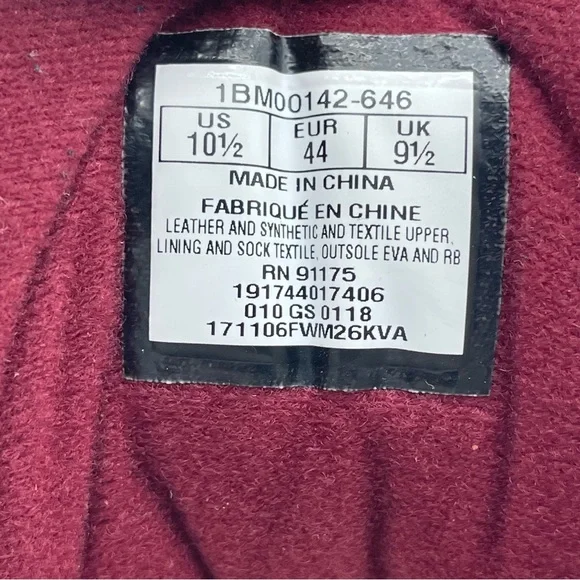 1BM00142-646
US EUR UK
10½ 44 9½
MADE IN CHINA
FABRIQUÉ EN CHINE
LEATHER AND SYNTHETIC AND TEXTILE UPPER,
LINING AND SOCK TEXTILE, OUTSOLE EVA AND RB
RN 91175
191744017406
010 GS 0118
171106FWM26KVA